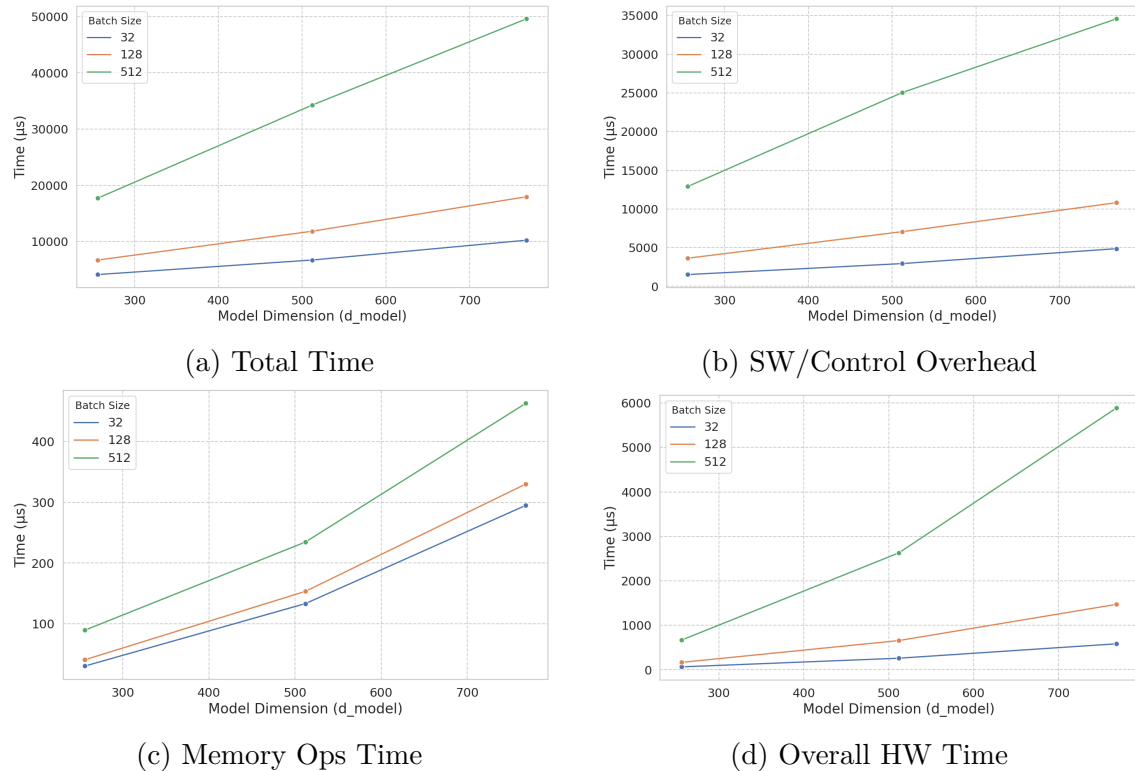 Batch Size
32
128
512
50000
40000
30000
20000
10000
Time (μs)
300 400 500 600 700
Model Dimension (d_model)
(a) Total Time
Batch Size
32
128
512
35000
30000
25000
20000
15000
10000
5000
0
Time (μs)
300 400 500 600 700
Model Dimension (d_model)
(b) SW/Control Overhead
Batch Size
32
128
512
400
300
200
100
Time (μs)
300 400 500 600 700
Model Dimension (d_model)
(c) Memory Ops Time
Batch Size
32
128
512
6000
5000
4000
3000
2000
1000
0
Time (μs)
300 400 500 600 700
Model Dimension (d_model)
(d) Overall HW Time